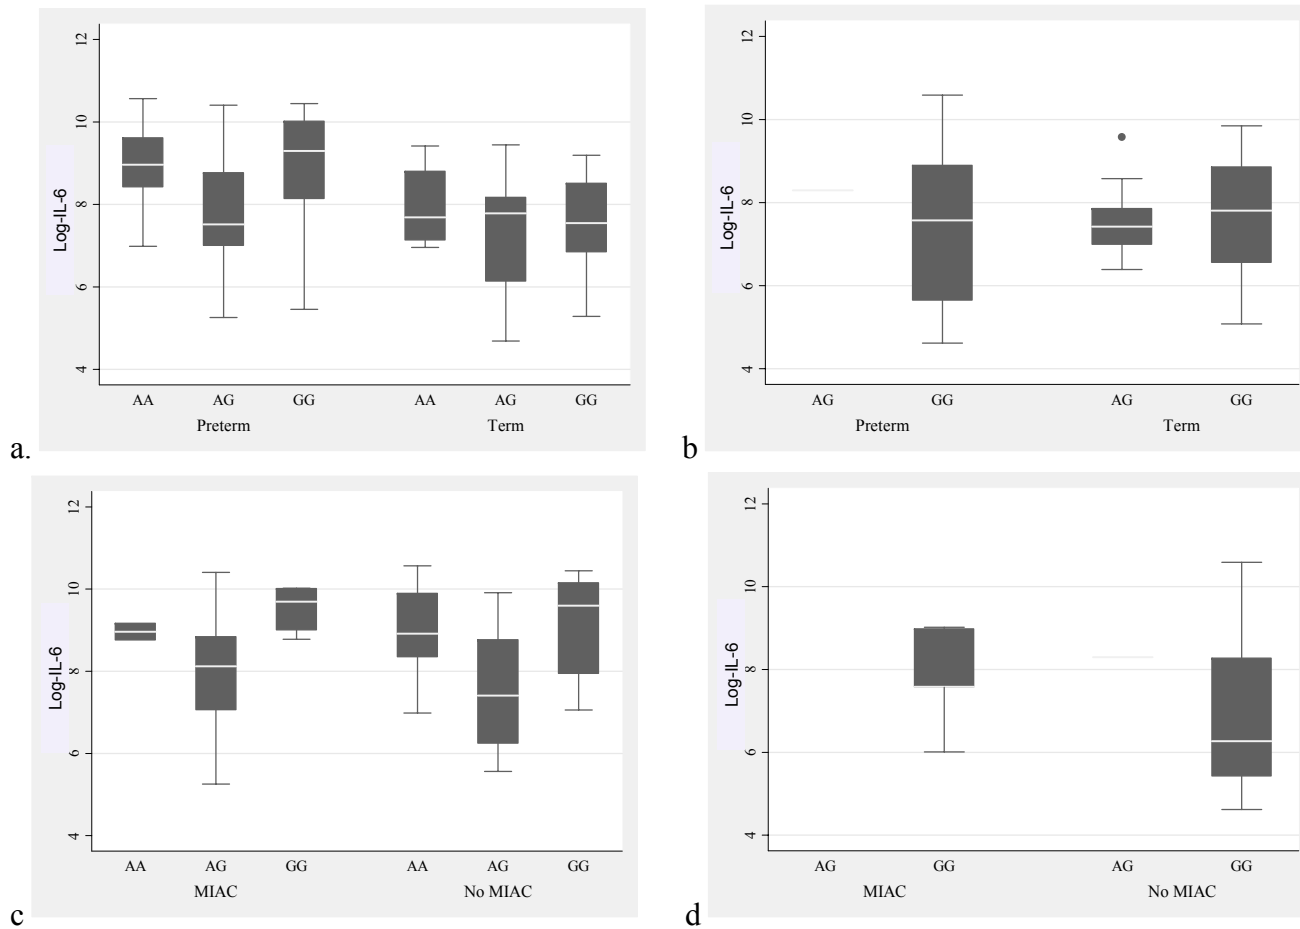 12
10
8
6
4
Log-IL-6
AA AG GG AA AG GG
Preterm Term
a.
12
10
8
6
4
Log-IL-6
AG GG AG GG
Preterm Term
b
12
10
8
6
4
Log-IL-6
AA AG GG AA AG GG
MIAC No MIAC
c
12
10
8
6
4
Log-IL-6
AG GG AG GG
MIAC No MIAC
d